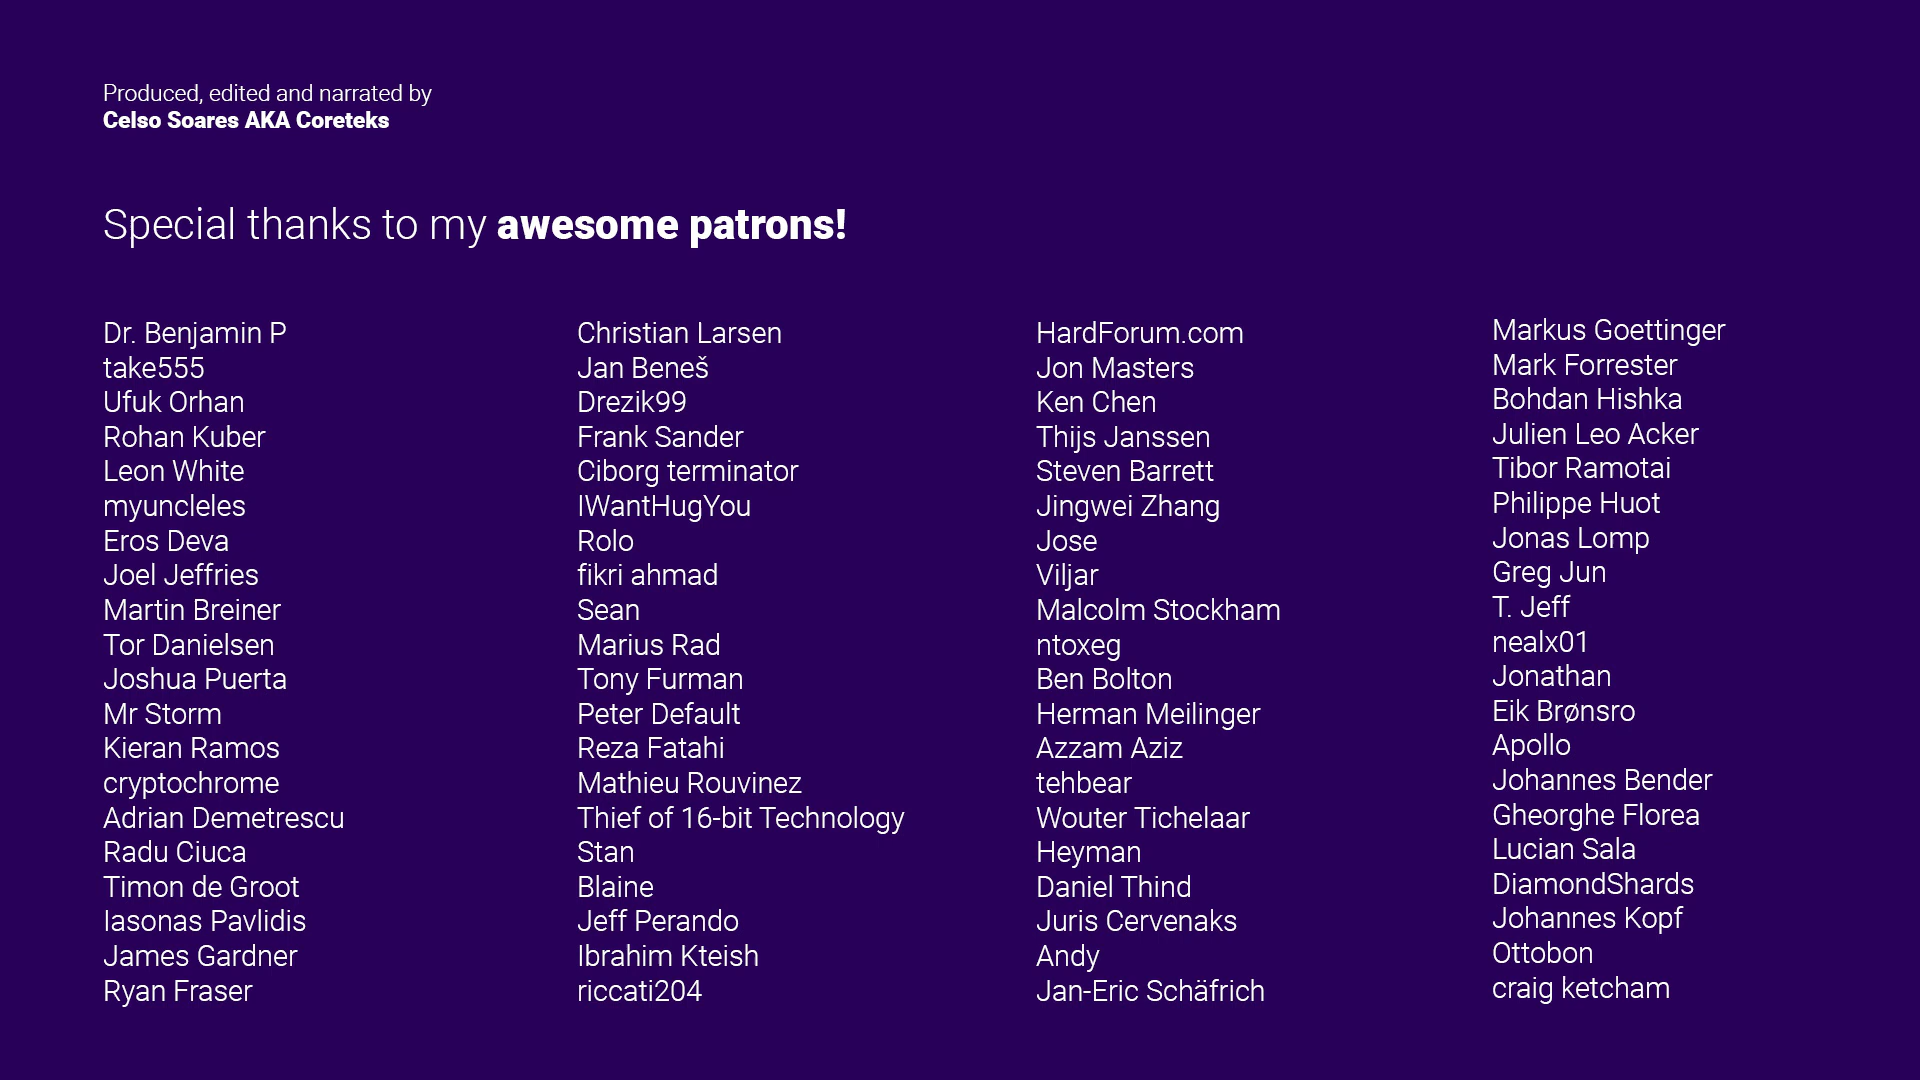 Produced, edited and narrated by
Celso Soares AKA Coreteks
Special thanks to my awesome patrons!
Dr. Benjamin P
take555
Ufuk Orhan
Rohan Kuber
Leon White
myuncleles
Eros Deva
Joel Jeffries
Martin Breiner
Tor Danielsen
Joshua Puerta
Mr Storm
Kieran Ramos
cryptochrome
Adrian Demetrescu
Radu Ciuca
Timon de Groot
Iasonas Pavlidis
James Gardner
Ryan Fraser
Christian Larsen
Jan Beneš
Drezik99
Frank Sander
Ciborg terminator
IWantHugYou
Rolo
fikri ahmad
Sean
Marius Rad
Tony Furman
Peter Default
Reza Fatahi
Mathieu Rouvinez
Thief of 16-bit Technology
Stan
Blaine
Jeff Perando
Ibrahim Kteish
riccati204
HardForum.com
Jon Masters
Ken Chen
Thijs Janssen
Steven Barrett
Jingwei Zhang
Jose
Viljar
Malcolm Stockham
ntoxeg
Ben Bolton
Herman Meilinger
Azzam Aziz
tehbear
Wouter Tichelaar
Heyman
Daniel Thind
Juris Cervenaks
Andy
Jan-Eric Schäfrich
Markus Goettinger
Mark Forrester
Bohdan Hishka
Julien Leo Acker
Tibor Ramotai
Philippe Huot
Jonas Lomp
Greg Jun
T. Jeff
nealx01
Jonathan
Eik Brønsro
Apollo
Johannes Bender
Gheorghe Florea
Lucian Sala
DiamondShards
Johannes Kopf
Ottobon
craig ketcham